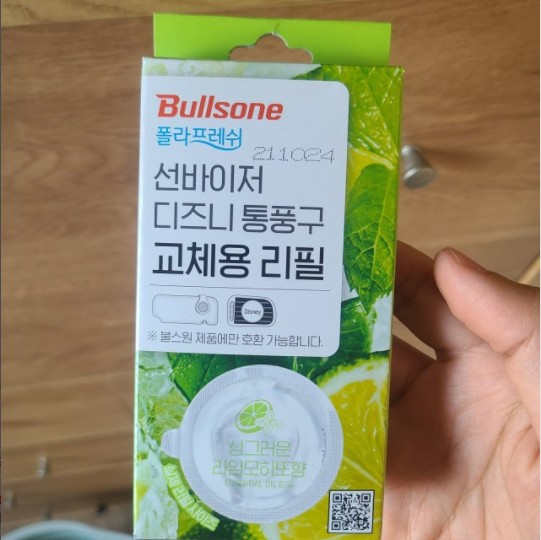 Bullsone
폴라프레쉬
211024
선바이저
디즈니 통풍구
교체용 리필
Disney
※ 불스원 제품에만 호환 가능합니다.
싱그러운
라임모히또향
ESSENTIAL OIL